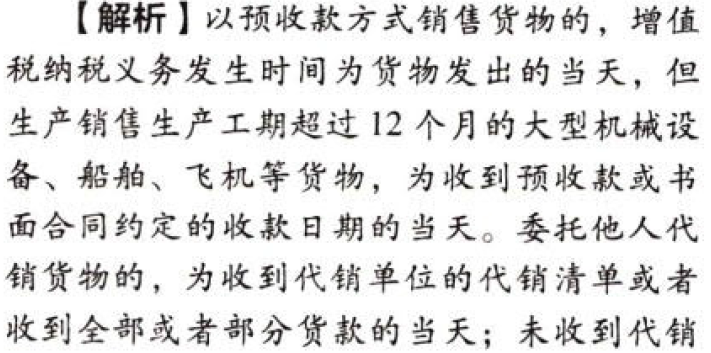 【解析】以预收款方式销售货物的，增值
税纳税义务发生时间为货物发出的当天，但
生产销售生产工期超过12个月的大型机械设
备、船舶、飞机等货物，为收到预收款或书
面合同约定的收款日期的当天。委托他人代
销货物的，为收到代销单位的代销清单或者
收到全部或者部分货款的当天；未收到代销